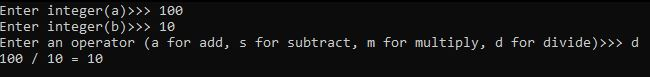 Enter integer(a)>>> 100
Enter integer(b)>>> 10
Enter an operator (a for add, s for subtract, m for multiply, d for divide)>>> d
100 / 10 = 10